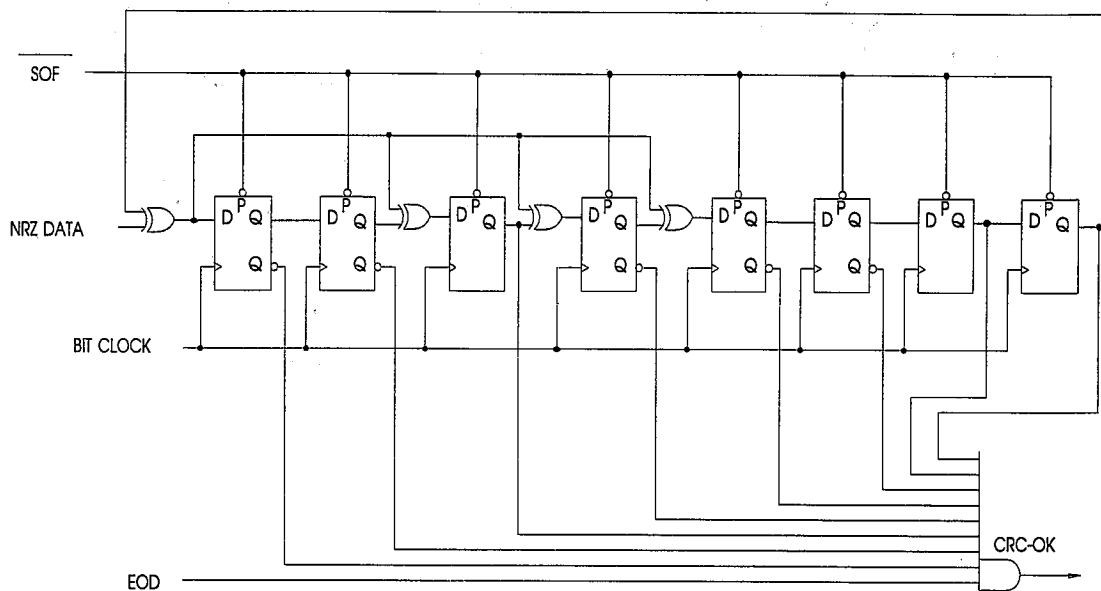 SOF
P P P P P P P P
D Q D Q D Q D Q D Q D Q D Q D Q
NRZ DATA
Q Q Q Q Q
BIT CLOCK
CRC-OK
EOD